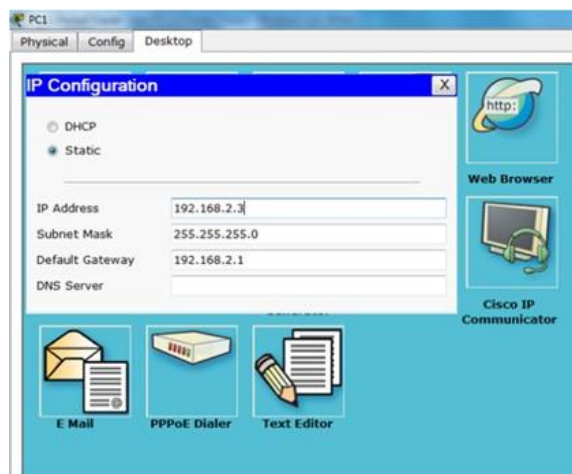 PC1
Physical Config Desktop
IP Configuration X
DHCP
Static
IP Address 192.168.2.3
Subnet Mask 255.255.255.0
Default Gateway 192.168.2.1
DNS Server
http:
Web Browser
Cisco IP
Communicator
E Mail PPPoE Dialer Text Editor